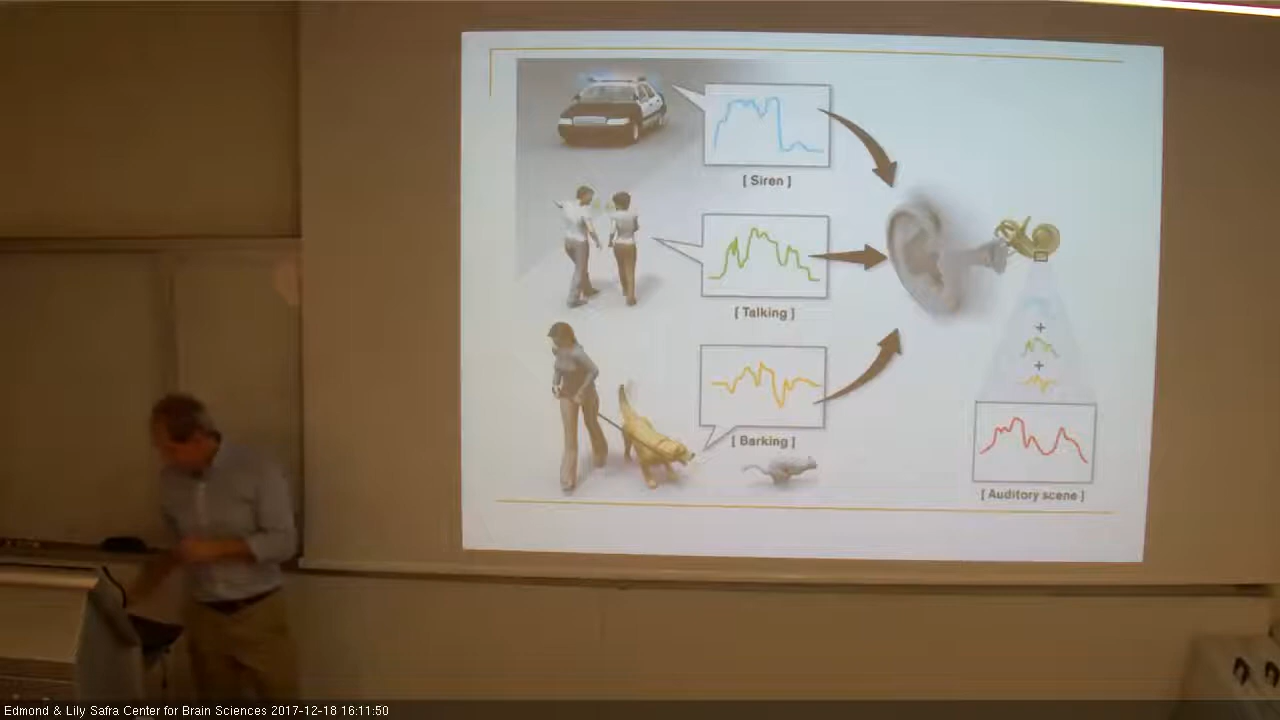 [ Siren ]
[ Talking ]
[ Barking ]
+
+
[ Auditory scene ]
Edmond & Lily Safra Center for Brain Sciences 2017-12-18 16:11:50